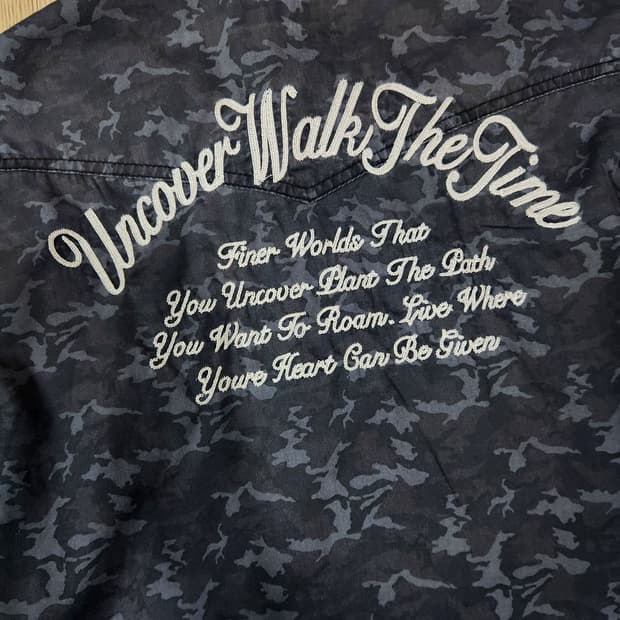 Uncover Walk The Time
Finer Worlds That
You Uncover Plant The Path
You Want To Roam. Live Where
Youre Heart Can Be Given